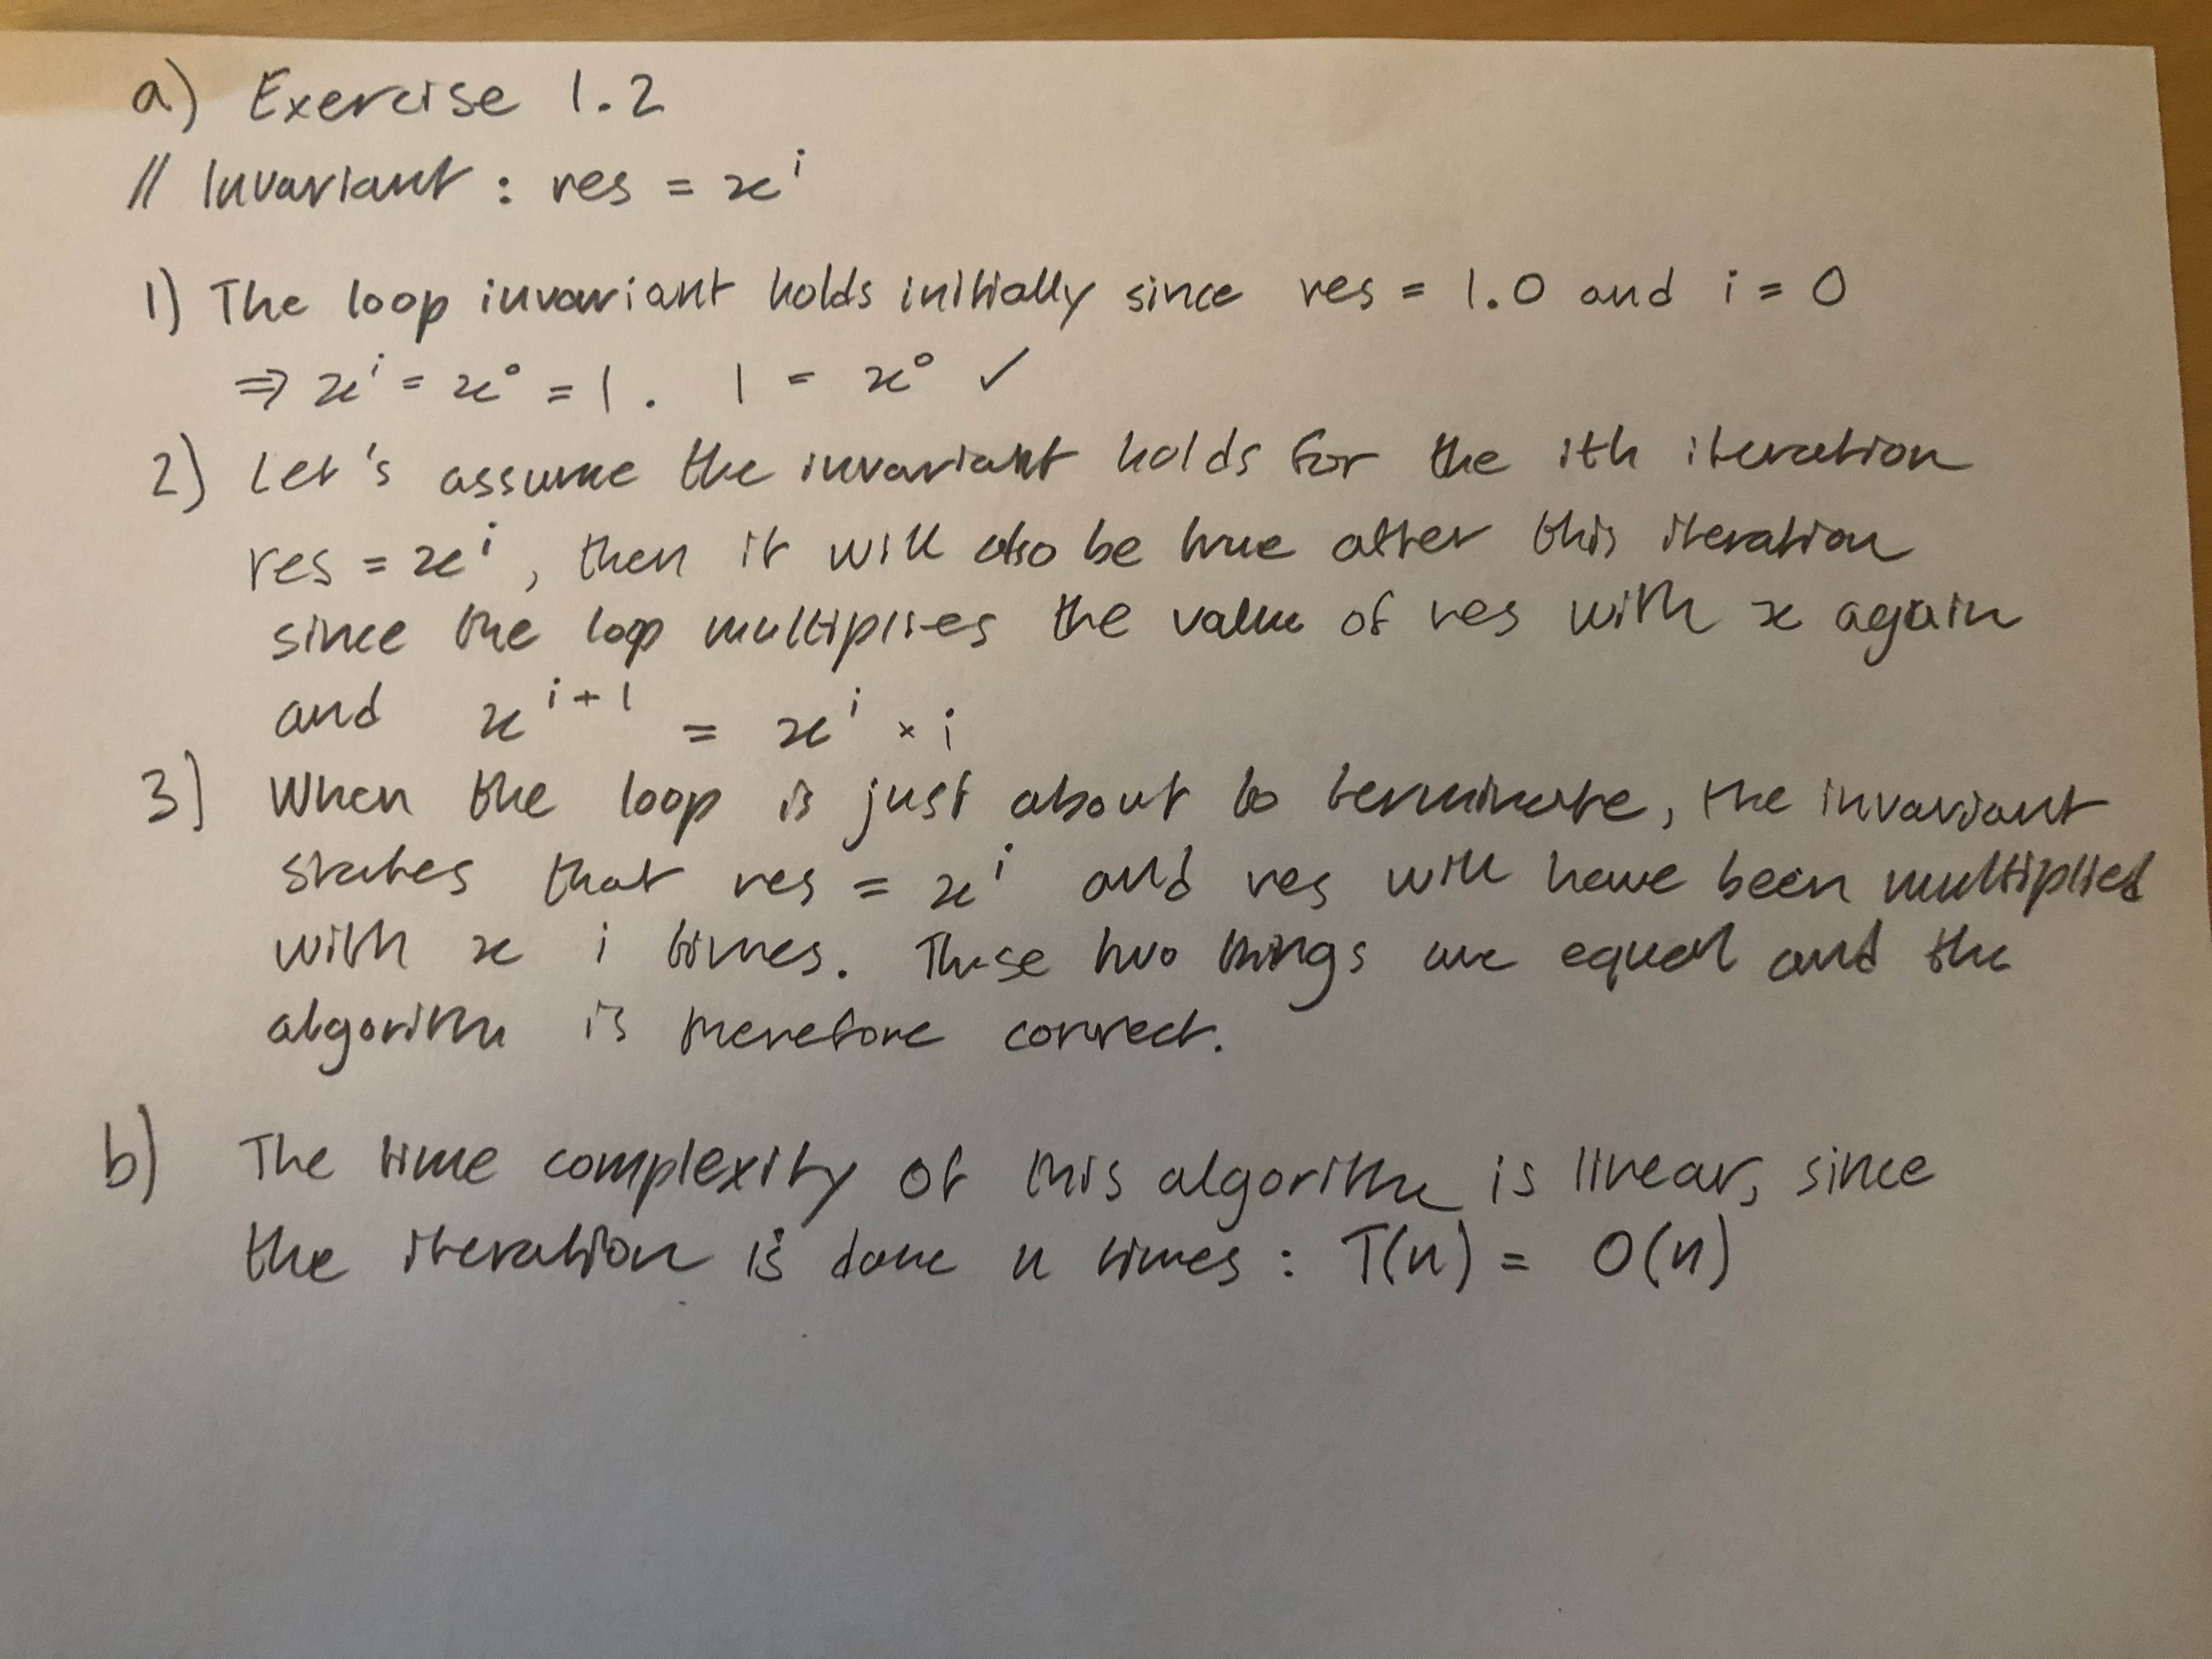 a) Exercise 1.2
// Invariant : res = x^i
1) The loop invariant holds initially since res = 1.0 and i = 0
⇒ x^i = x^0 = 1. 1 = x^0 ✓
2) Let's assume the invariant holds for the ith iteration
res = x^i, then it will also be true after this iteration
since the loop multiplies the value of res with x again
and x^{i+1} = x^i × i
3) When the loop is just about to terminate, the invariant
states that res = x^i and res will have been multiplied
with x i times. These two things are equal and the
algorithm is therefore correct.
b) The time complexity of this algorithm is linear, since
the iteration is done n times : T(n) = O(n)